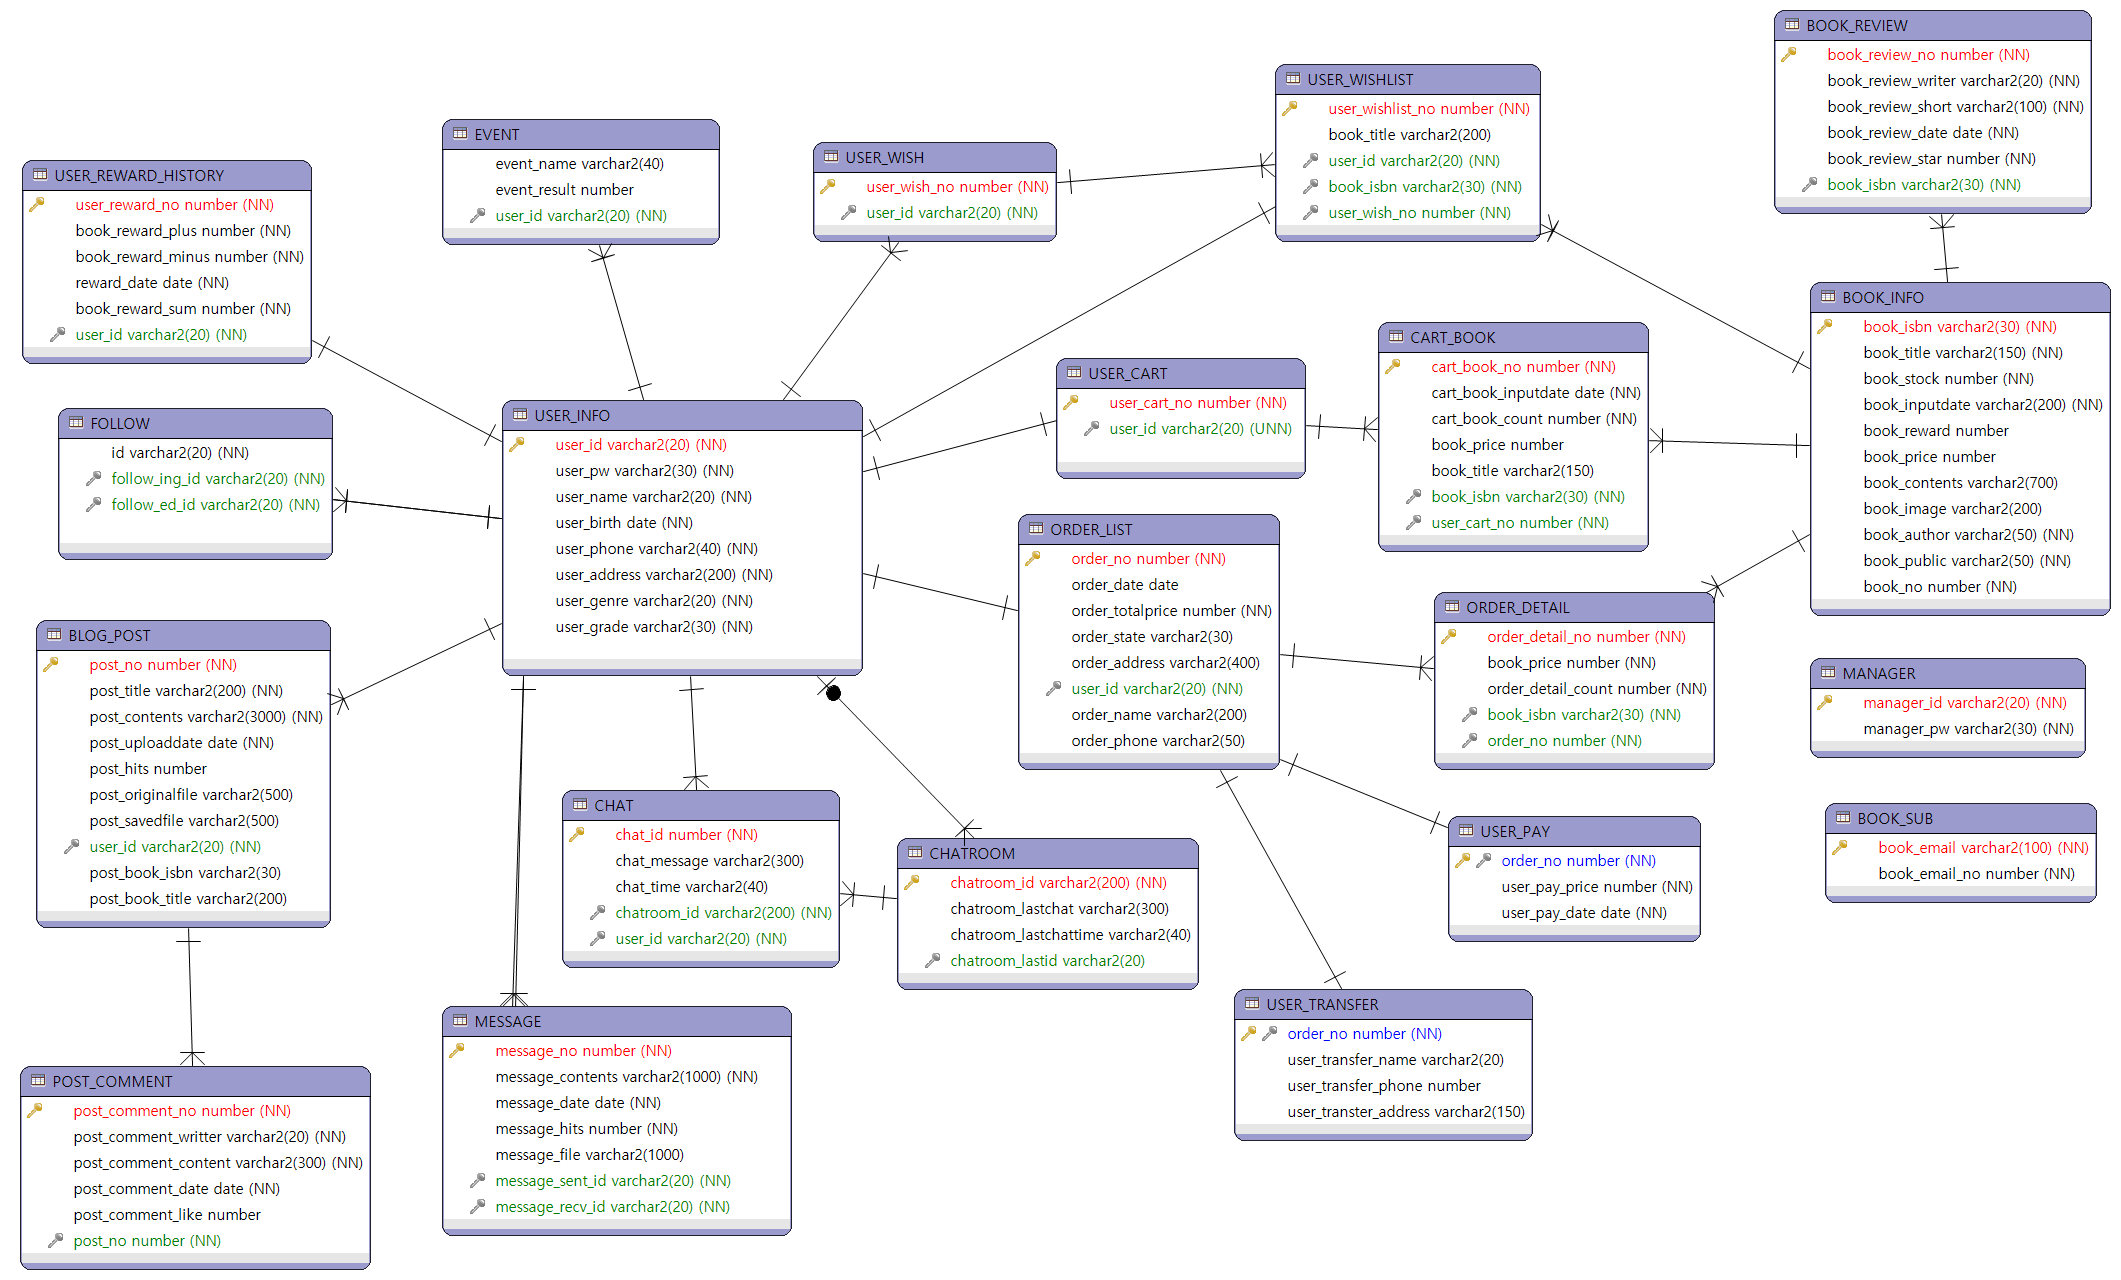 BOOK_REVIEW
book_review_no number (NN)
book_review_writer varchar2(20) (NN)
book_review_short varchar2(100) (NN)
book_review_date date (NN)
book_review_star number (NN)
book_isbn varchar2(30) (NN)
USER_WISHLIST
user_wishlist_no number (NN)
book_title varchar2(200)
user_id varchar2(20) (NN)
book_isbn varchar2(30) (NN)
user_wish_no number (NN)
EVENT
event_name varchar2(40)
event_result number
user_id varchar2(20) (NN)
USER_WISH
user_wish_no number (NN)
user_id varchar2(20) (NN)
USER_REWARD_HISTORY
user_reward_no number (NN)
book_reward_plus number (NN)
book_reward_minus number (NN)
reward_date date (NN)
book_reward_sum number (NN)
user_id varchar2(20) (NN)
BOOK_INFO
book_isbn varchar2(30) (NN)
book_title varchar2(150) (NN)
book_stock number (NN)
book_inputdate varchar2(200) (NN)
book_reward number
book_price number
book_contents varchar2(700)
book_image varchar2(200)
book_author varchar2(50) (NN)
book_public varchar2(50) (NN)
book_no number (NN)
CART_BOOK
cart_book_no number (NN)
cart_book_inputdate date (NN)
cart_book_count number (NN)
book_price number
book_title varchar2(150)
book_isbn varchar2(30) (NN)
user_cart_no number (NN)
USER_CART
user_cart_no number (NN)
user_id varchar2(20) (UNN)
USER_INFO
user_id varchar2(20) (NN)
user_pw varchar2(30) (NN)
user_name varchar2(20) (NN)
user_birth date (NN)
user_phone varchar2(40) (NN)
user_address varchar2(200) (NN)
user_genre varchar2(20) (NN)
user_grade varchar2(30) (NN)
FOLLOW
id varchar2(20) (NN)
follow_ing_id varchar2(20) (NN)
follow_ed_id varchar2(20) (NN)
ORDER_LIST
order_no number (NN)
order_date date
order_totalprice number (NN)
order_state varchar2(30)
order_address varchar2(400)
user_id varchar2(20) (NN)
order_name varchar2(200)
order_phone varchar2(50)
ORDER_DETAIL
order_detail_no number (NN)
book_price number (NN)
order_detail_count number (NN)
book_isbn varchar2(30) (NN)
order_no number (NN)
BLOG_POST
post_no number (NN)
post_title varchar2(200) (NN)
post_contents varchar2(3000) (NN)
post_uploaddate date (NN)
post_hits number
post_originalfile varchar2(500)
post_savedfile varchar2(500)
user_id varchar2(20) (NN)
post_book_isbn varchar2(30)
post_book_title varchar2(200)
MANAGER
manager_id varchar2(20) (NN)
manager_pw varchar2(30) (NN)
CHAT
chat_id number (NN)
chat_message varchar2(300)
chat_time varchar2(40)
chatroom_id varchar2(200) (NN)
user_id varchar2(20) (NN)
CHATROOM
chatroom_id varchar2(200) (NN)
chatroom_lastchat varchar2(300)
chatroom_lastchattime varchar2(40)
chatroom_lastid varchar2(20)
USER_PAY
order_no number (NN)
user_pay_price number (NN)
user_pay_date date (NN)
BOOK_SUB
book_email varchar2(100) (NN)
book_email_no number (NN)
USER_TRANSFER
order_no number (NN)
user_transfer_name varchar2(20)
user_transfer_phone number
user_transter_address varchar2(150)
MESSAGE
message_no number (NN)
message_contents varchar2(1000) (NN)
message_date date (NN)
message_hits number (NN)
message_file varchar2(1000)
message_sent_id varchar2(20) (NN)
message_recv_id varchar2(20) (NN)
POST_COMMENT
post_comment_no number (NN)
post_comment_writter varchar2(20) (NN)
post_comment_content varchar2(300) (NN)
post_comment_date date (NN)
post_comment_like number
post_no number (NN)